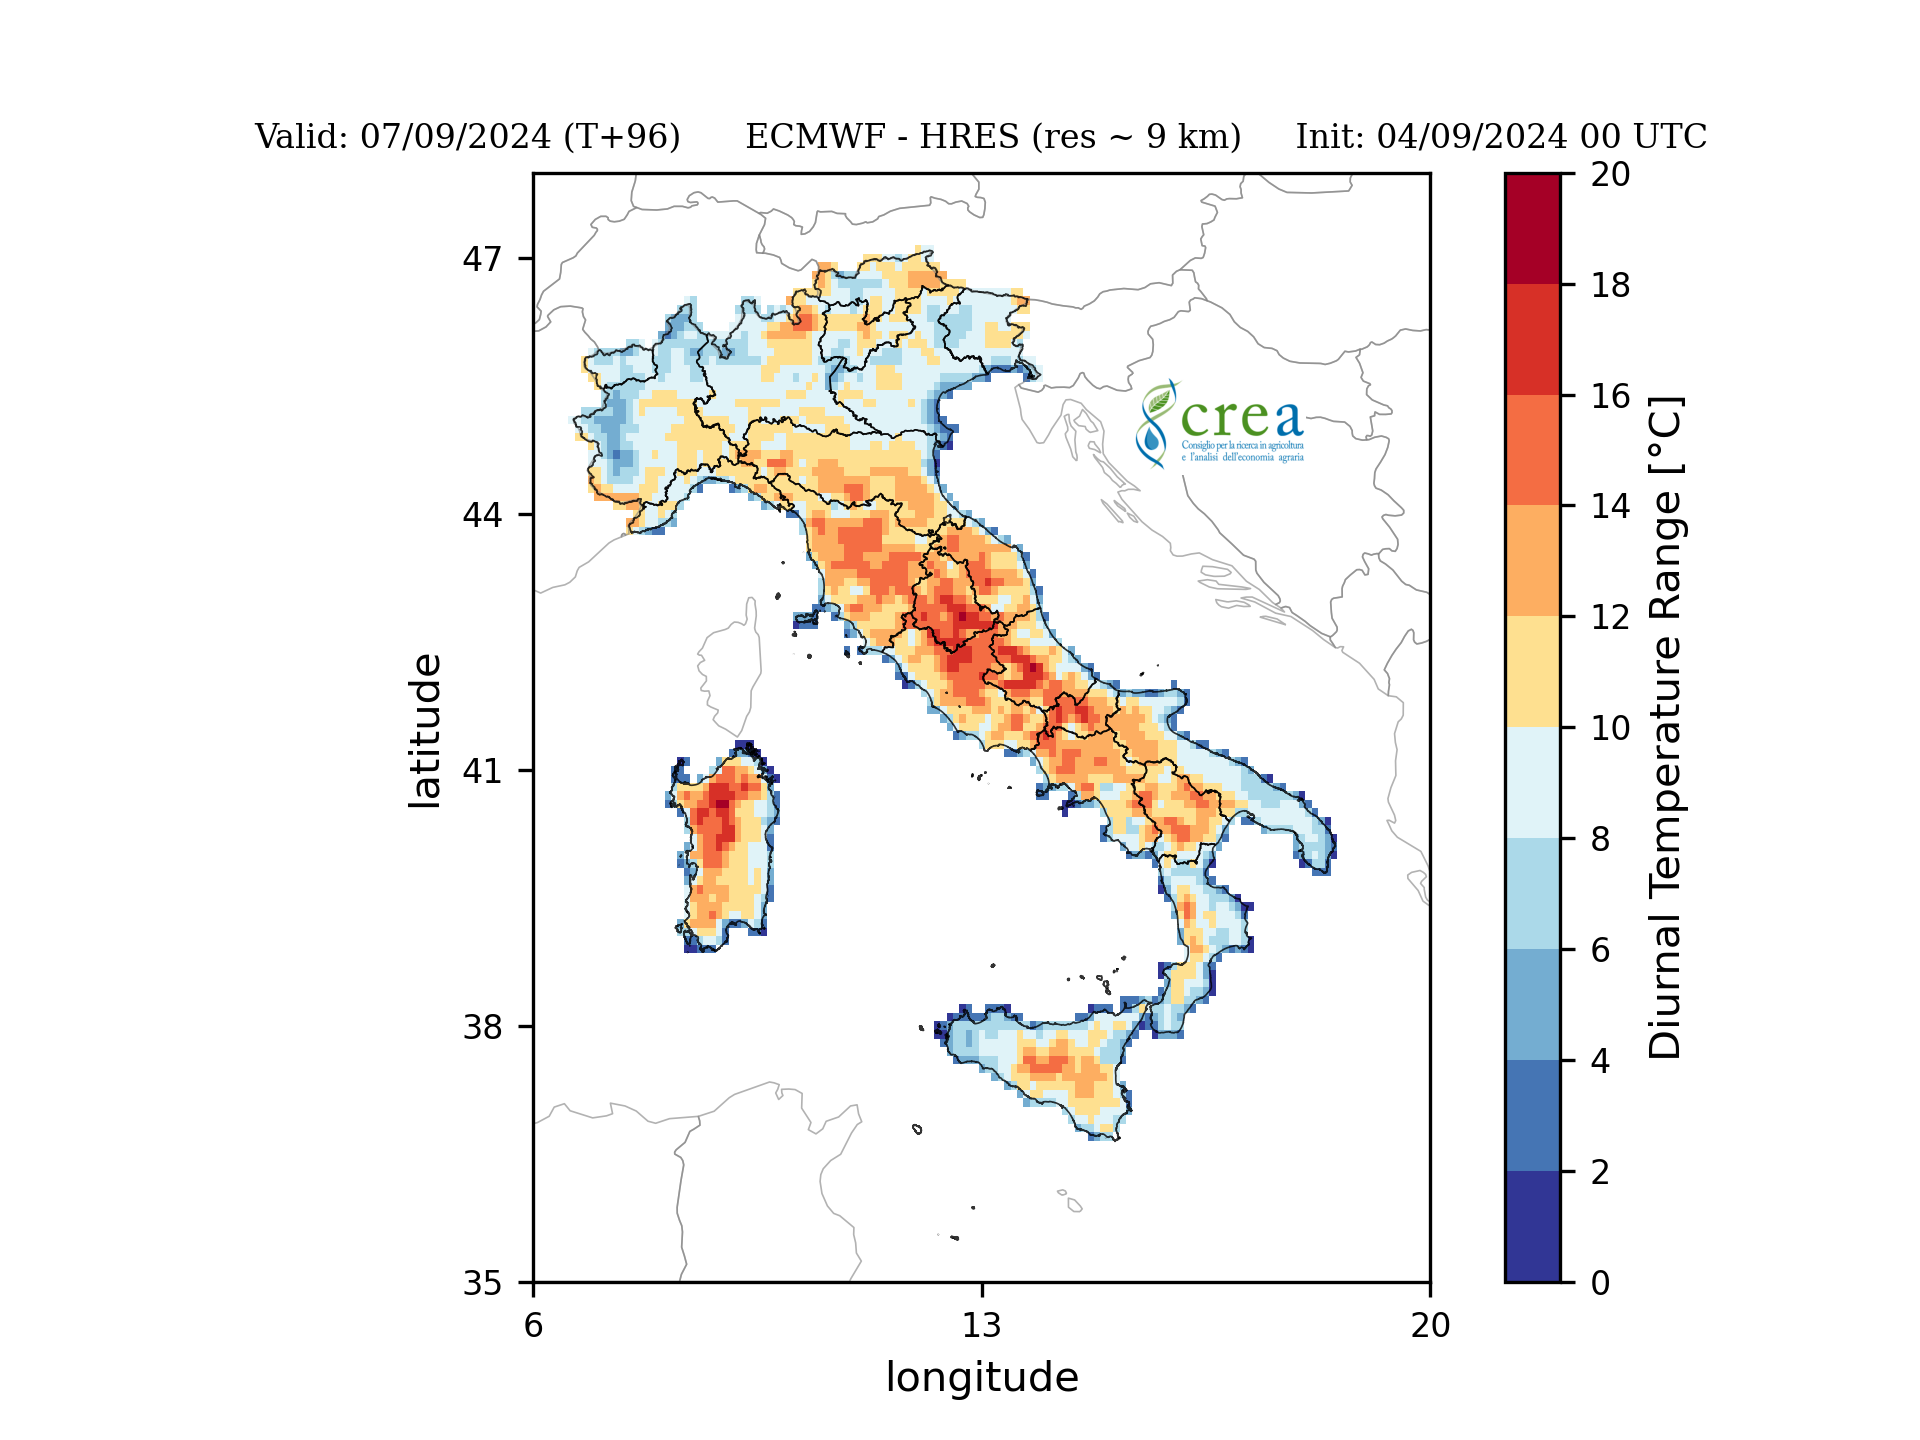 Valid: 07/09/2024 (T+96) ECMWF - HRES (res ~ 9 km) Init: 04/09/2024 00 UTC
47
44
41
38
35
latitude
6 13 20
longitude
crea
Consiglio per la ricerca in agricoltura
e l'analisi dell'economia agraria
20
18
16
14
12
10
8
6
4
2
0
Diurnal Temperature Range [°C]